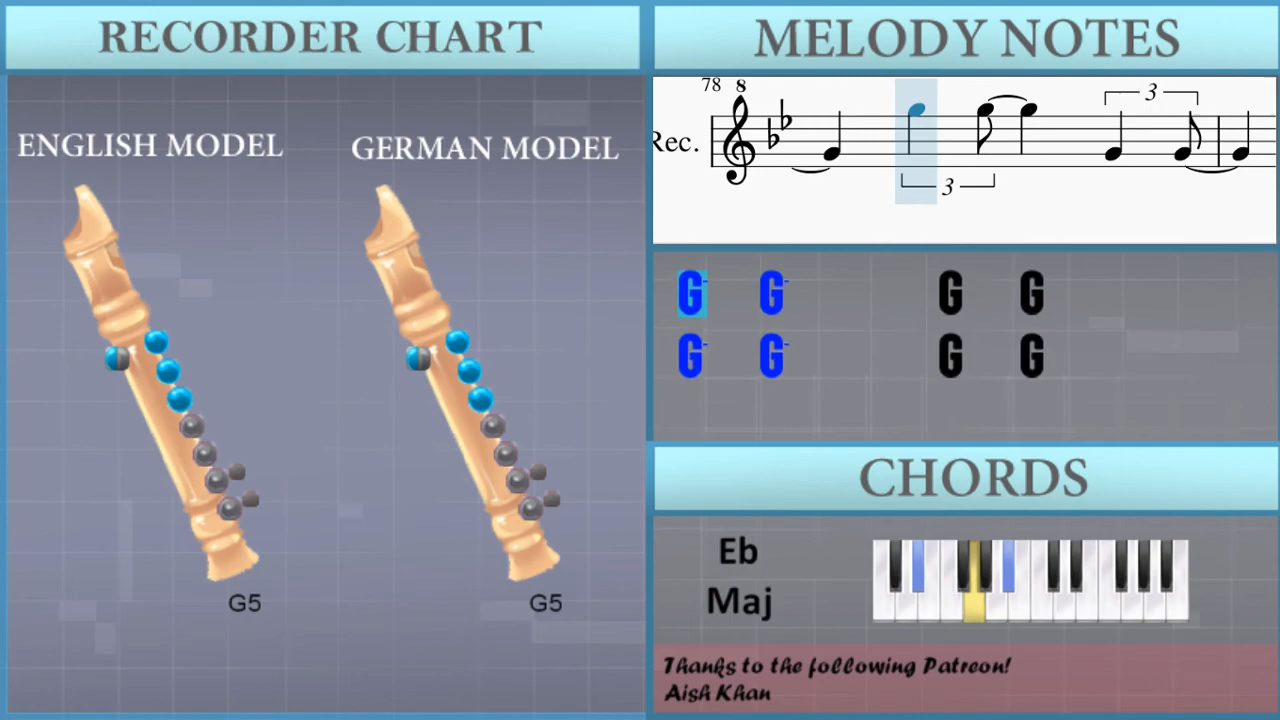 RECORDER CHART
MELODY NOTES
ENGLISH MODEL
GERMAN MODEL
78 8
3
Rec.
3
G- G- G G
G- G- G G
CHORDS
Eb
Maj
G5
G5
Thanks to the following Patreon!
Aish Khan